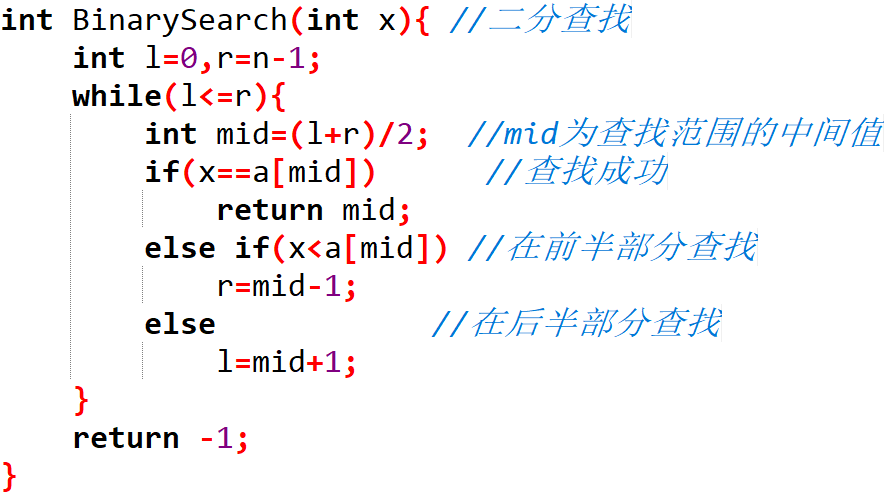 int BinarySearch(int x){ //二分查找
    int l=0,r=n-1;
    while(l<=r){
        int mid=(l+r)/2;  //mid为查找范围的中间值
        if(x==a[mid])      //查找成功
            return mid;
        else if(x<a[mid]) //在前半部分查找
            r=mid-1;
        else            //在后半部分查找
            l=mid+1;
    }
    return -1;
}